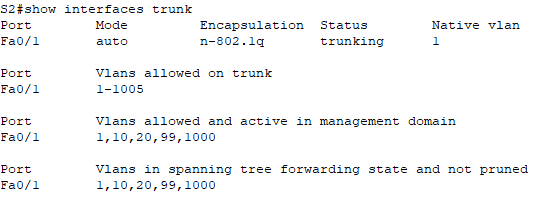 S2#show interfaces trunk
Port        Mode         Encapsulation  Status        Native vlan
Fa0/1       auto         n-802.1q       trunking      1
Port        Vlans allowed on trunk
Fa0/1       1-1005
Port        Vlans allowed and active in management domain
Fa0/1       1,10,20,99,1000
Port        Vlans in spanning tree forwarding state and not pruned
Fa0/1       1,10,20,99,1000